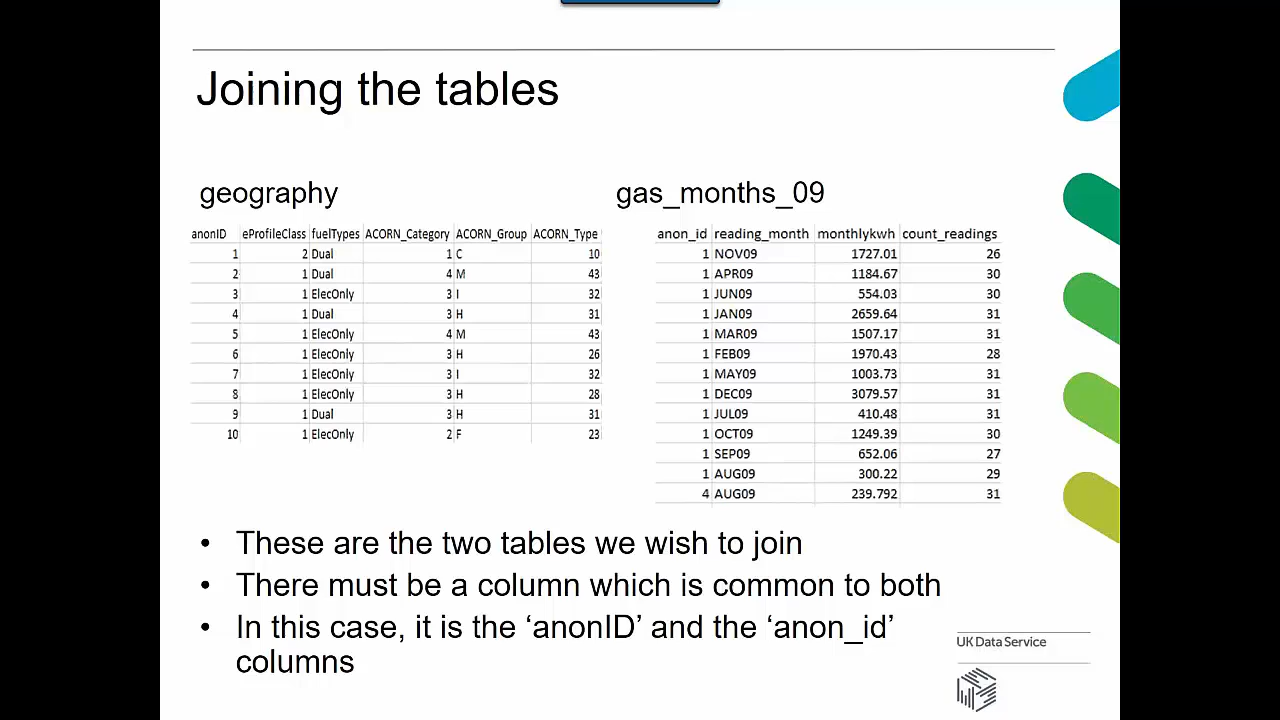 Joining the tables
geography
anonID eProfileClass fuelTypes ACORN_Category ACORN_Group ACORN_Type
1 2 Dual 1 C 10
2 1 Dual 4 M 43
3 1 ElecOnly 3 I 32
4 1 Dual 3 H 31
5 1 ElecOnly 4 M 43
6 1 ElecOnly 3 H 26
7 1 ElecOnly 3 I 32
8 1 ElecOnly 3 H 28
9 1 Dual 3 H 31
10 1 ElecOnly 2 F 23
gas_months_09
anon_id reading_month monthlykwh count_readings
1 NOV09 1727.01 26
1 APR09 1184.67 30
1 JUN09 554.03 30
1 JAN09 2659.64 31
1 MAR09 1507.17 31
1 FEB09 1970.43 28
1 MAY09 1003.73 31
1 DEC09 3079.57 31
1 JUL09 410.48 31
1 OCT09 1249.39 30
1 SEP09 652.06 27
1 AUG09 300.22 29
4 AUG09 239.792 31
• These are the two tables we wish to join
• There must be a column which is common to both
• In this case, it is the ‘anonID’ and the ‘anon_id’
columns
UK Data Service